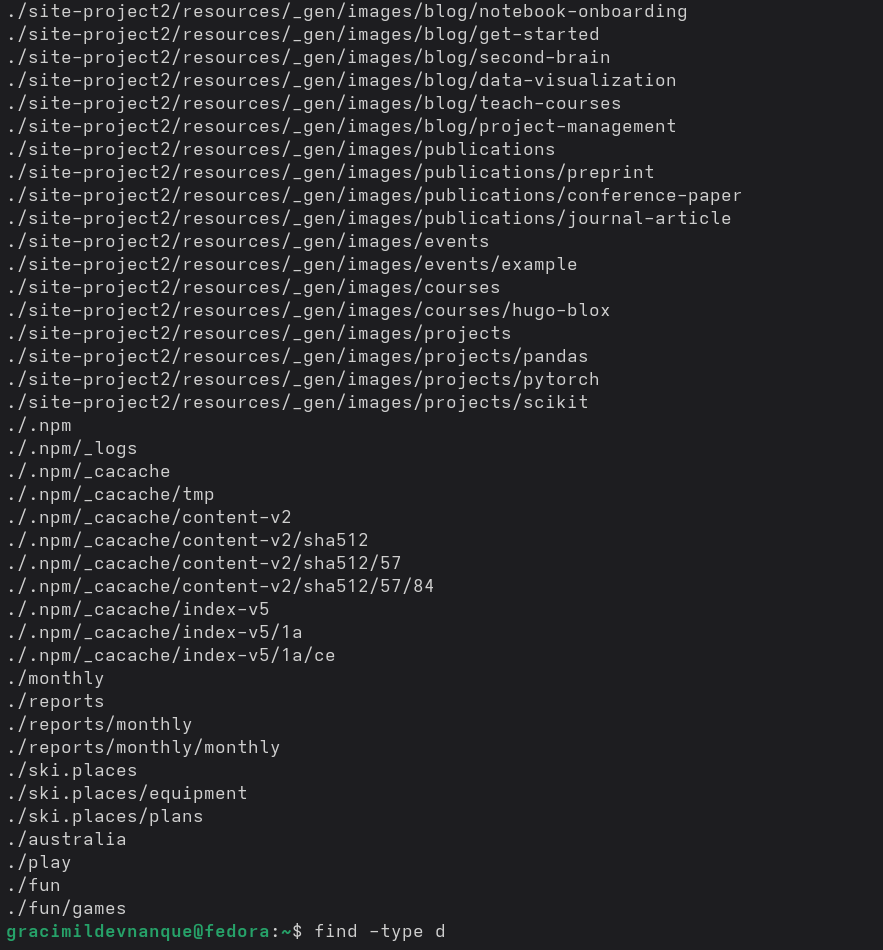 ./site-project2/resources/_gen/images/blog/notebook-onboarding
./site-project2/resources/_gen/images/blog/get-started
./site-project2/resources/_gen/images/blog/second-brain
./site-project2/resources/_gen/images/blog/data-visualization
./site-project2/resources/_gen/images/blog/teach-courses
./site-project2/resources/_gen/images/blog/project-management
./site-project2/resources/_gen/images/publications
./site-project2/resources/_gen/images/publications/preprint
./site-project2/resources/_gen/images/publications/conference-paper
./site-project2/resources/_gen/images/publications/journal-article
./site-project2/resources/_gen/images/events
./site-project2/resources/_gen/images/events/example
./site-project2/resources/_gen/images/courses
./site-project2/resources/_gen/images/courses/hugo-blox
./site-project2/resources/_gen/images/projects
./site-project2/resources/_gen/images/projects/pandas
./site-project2/resources/_gen/images/projects/pytorch
./site-project2/resources/_gen/images/projects/scikit
./.npm
./.npm/_logs
./.npm/_cacache
./.npm/_cacache/tmp
./.npm/_cacache/content-v2
./.npm/_cacache/content-v2/sha512
./.npm/_cacache/content-v2/sha512/57
./.npm/_cacache/content-v2/sha512/57/84
./.npm/_cacache/index-v5
./.npm/_cacache/index-v5/1a
./.npm/_cacache/index-v5/1a/ce
./monthly
./reports
./reports/monthly
./reports/monthly/monthly
./ski.places
./ski.places/equipment
./ski.places/plans
./australia
./play
./fun
./fun/games
gracimildevnanque@fedora:~$ find -type d